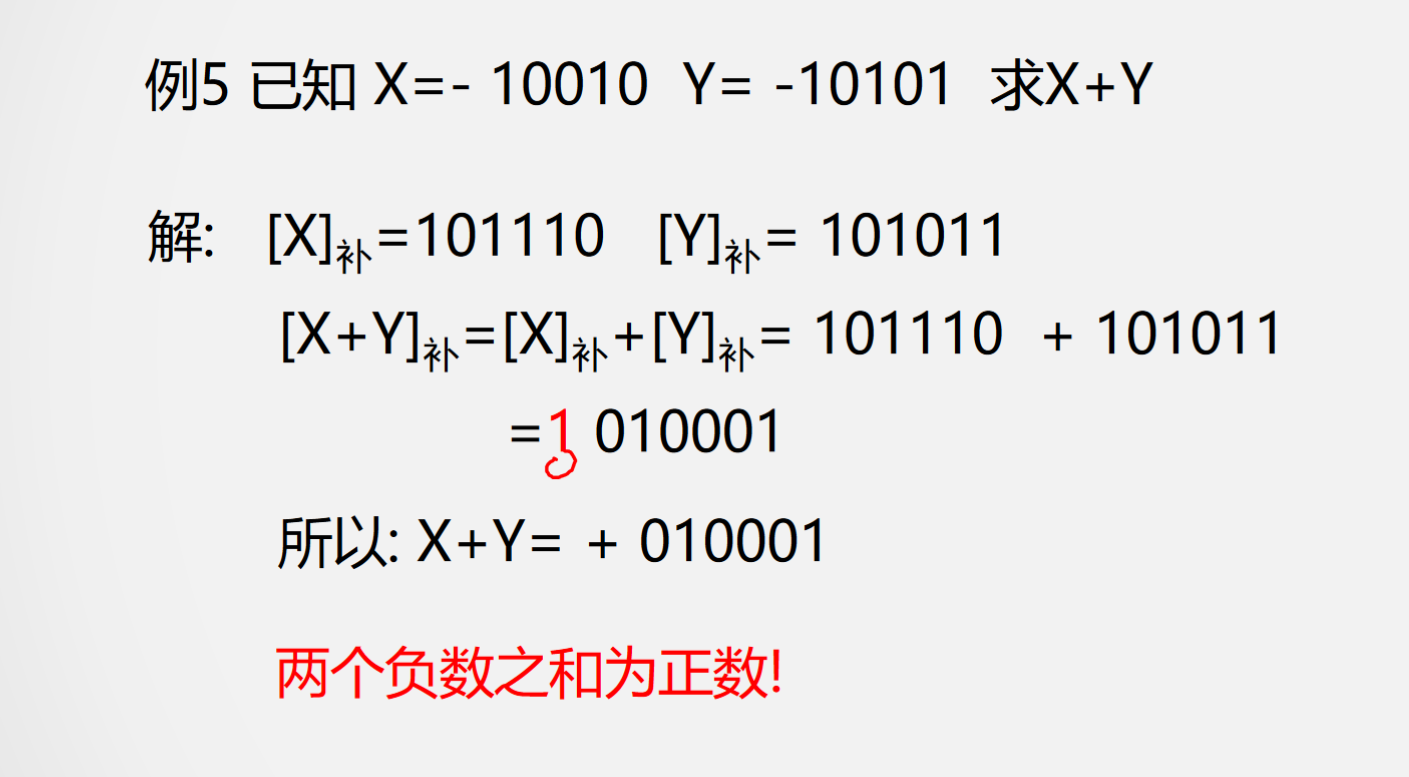 例5 已知 X=- 10010 Y= -10101 求X+Y
解: [X]补=101110 [Y]补= 101011
[X+Y]补=[X]补+[Y]补= 101110 + 101011
=1 010001
所以: X+Y= + 010001
两个负数之和为正数!